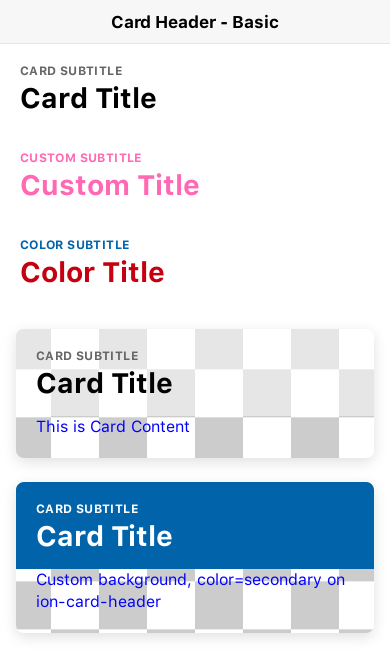 Card Header - Basic
CARD SUBTITLE
Card Title
CUSTOM SUBTITLE
Custom Title
COLOR SUBTITLE
Color Title
CARD SUBTITLE
Card Title
This is Card Content
CARD SUBTITLE
Card Title
Custom background, color=secondary on
ion-card-header